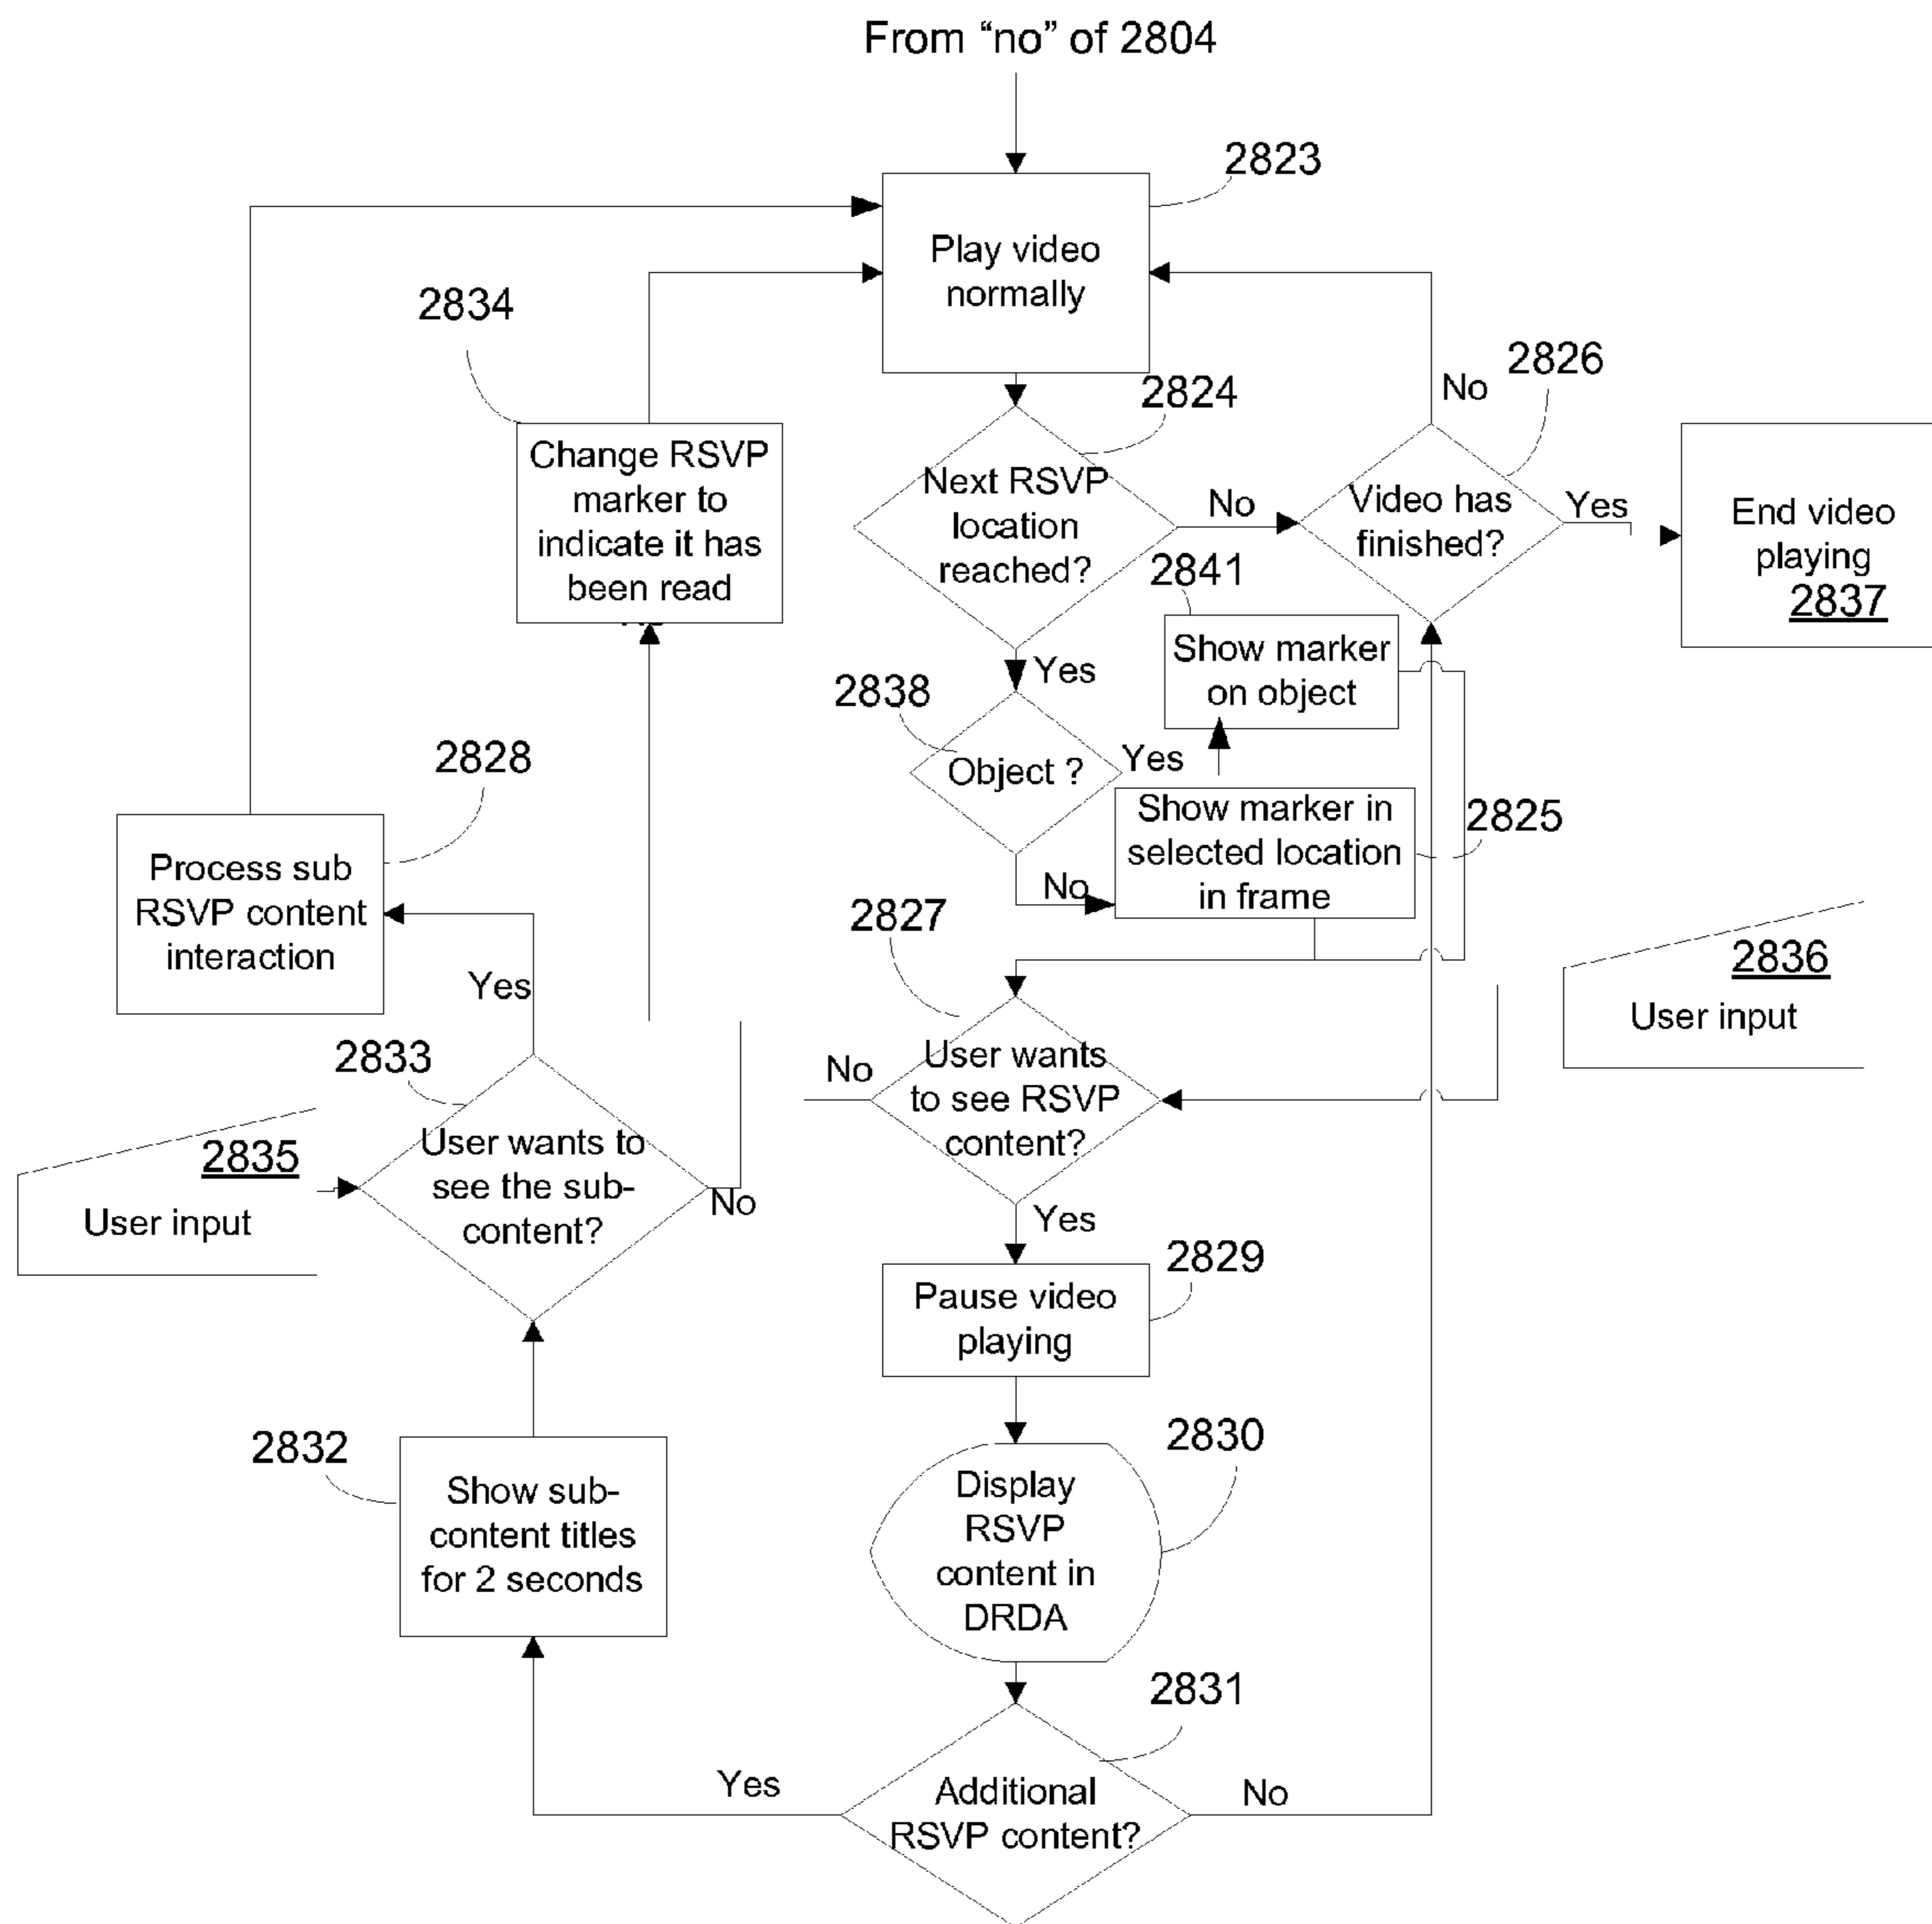 From “no” of 2804
2823
Play video
normally
2834
2824
2826
No
Change RSVP
marker to
indicate it has
been read
Next RSVP
location
reached?
No
Video has
finished?
Yes
End video
playing
2837
2841
Show marker
on object
Yes
2838
Object ?
Yes
2828
Process sub
RSVP content
interaction
Show marker in
selected location
in frame
2825
No
2827
2836
User input
Yes
2833
No
User wants
to see RSVP
content?
2835
User input
User wants to
see the sub-
content?
No
Yes
2829
Pause video
playing
2832
Show sub-
content titles
for 2 seconds
2830
Display
RSVP
content in
DRDA
2831
Yes
Additional
RSVP content?
No